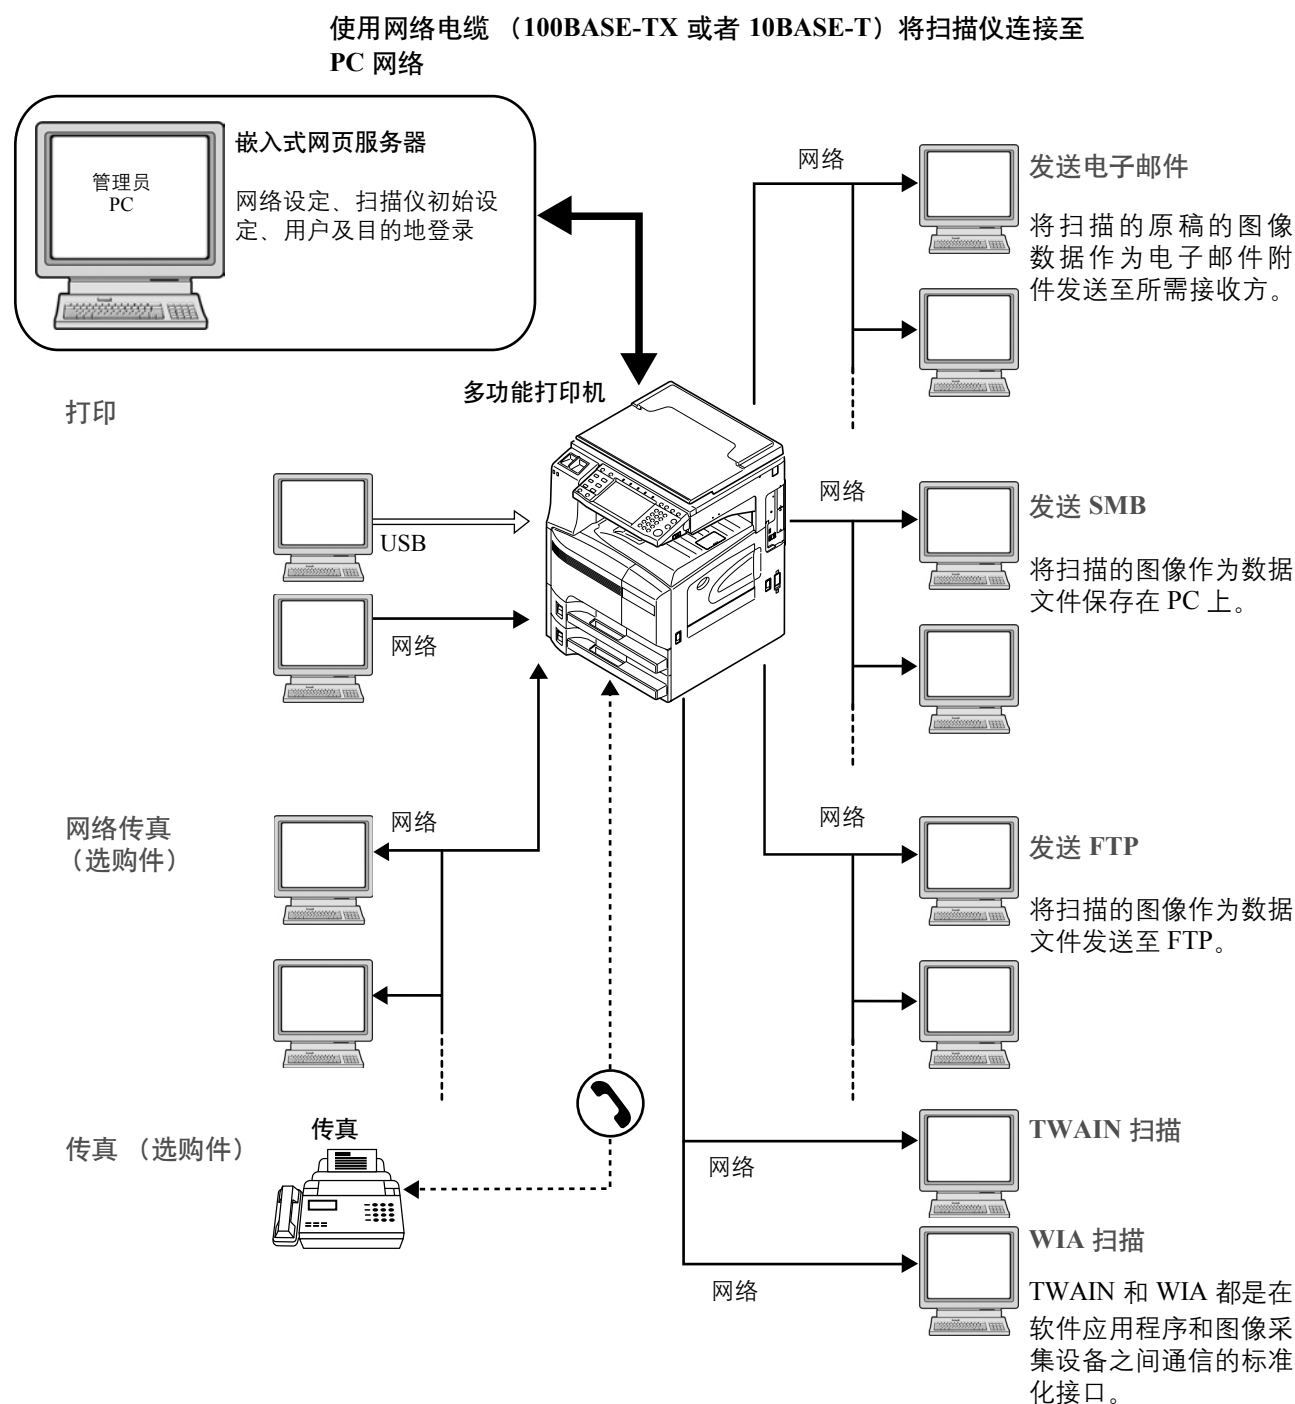 使用网络电缆 （100BASE-TX 或者 10BASE-T）将扫描仪连接至
PC 网络
管理员
PC
嵌入式网页服务器
网络设定、扫描仪初始设
定、用户及目的地登录
网络
发送电子邮件
将扫描的原稿的图像
数据作为电子邮件附
件发送至所需接收方。
多功能打印机
打印
USB
网络
网络
发送 SMB
将扫描的图像作为数据
文件保存在 PC 上。
网络传真
（选购件）
网络
网络
发送 FTP
将扫描的图像作为数据
文件发送至 FTP。
传真 （选购件）
传真
网络
TWAIN 扫描
网络
WIA 扫描
TWAIN 和 WIA 都是在
软件应用程序和图像采
集设备之间通信的标准
化接口。